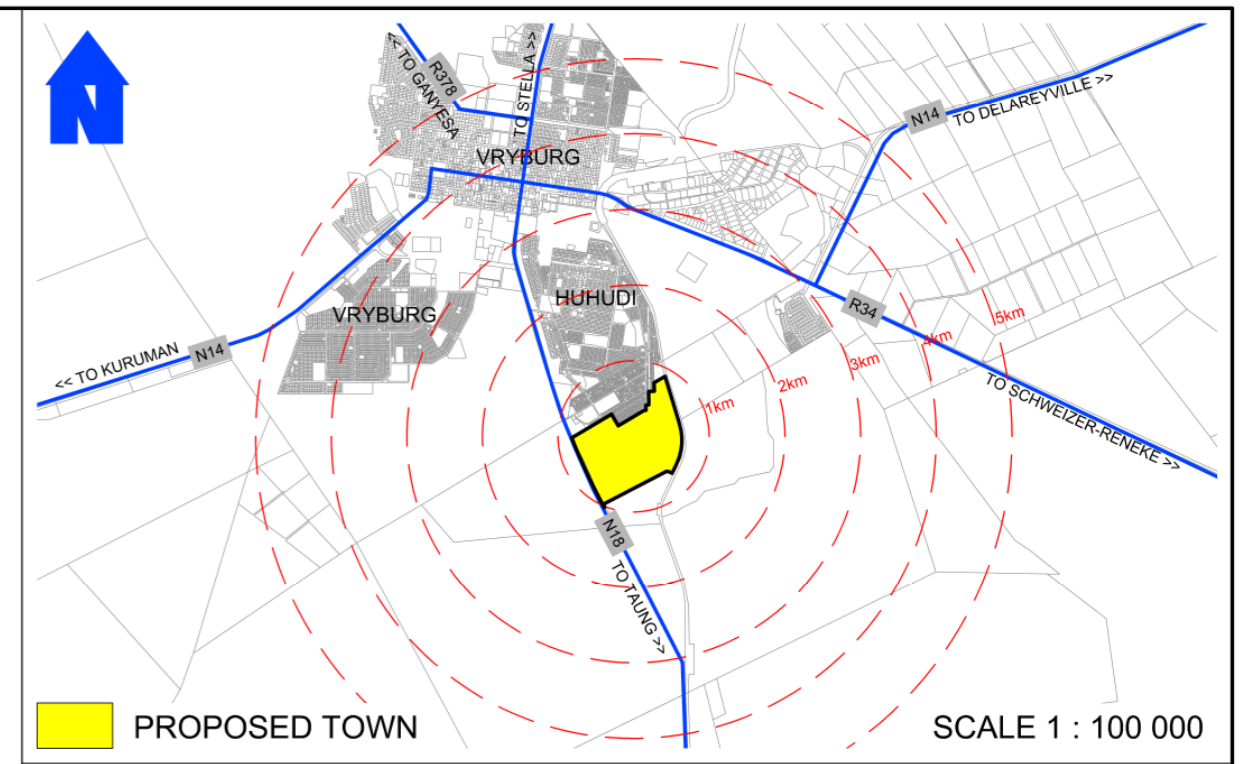 N
<< TO GANYESA
R378
TO STELLA >>
VRYBURG
N14
TO DELAREYVILLE >>
HUHUDI
VRYBURG
<< TO KURUMAN
N14
R34
TO SCHWEIZER-RENEKE >>
1km
2km
3km
4km
5km
N18
TO TAUNG >>
PROPOSED TOWN
SCALE 1 : 100 000